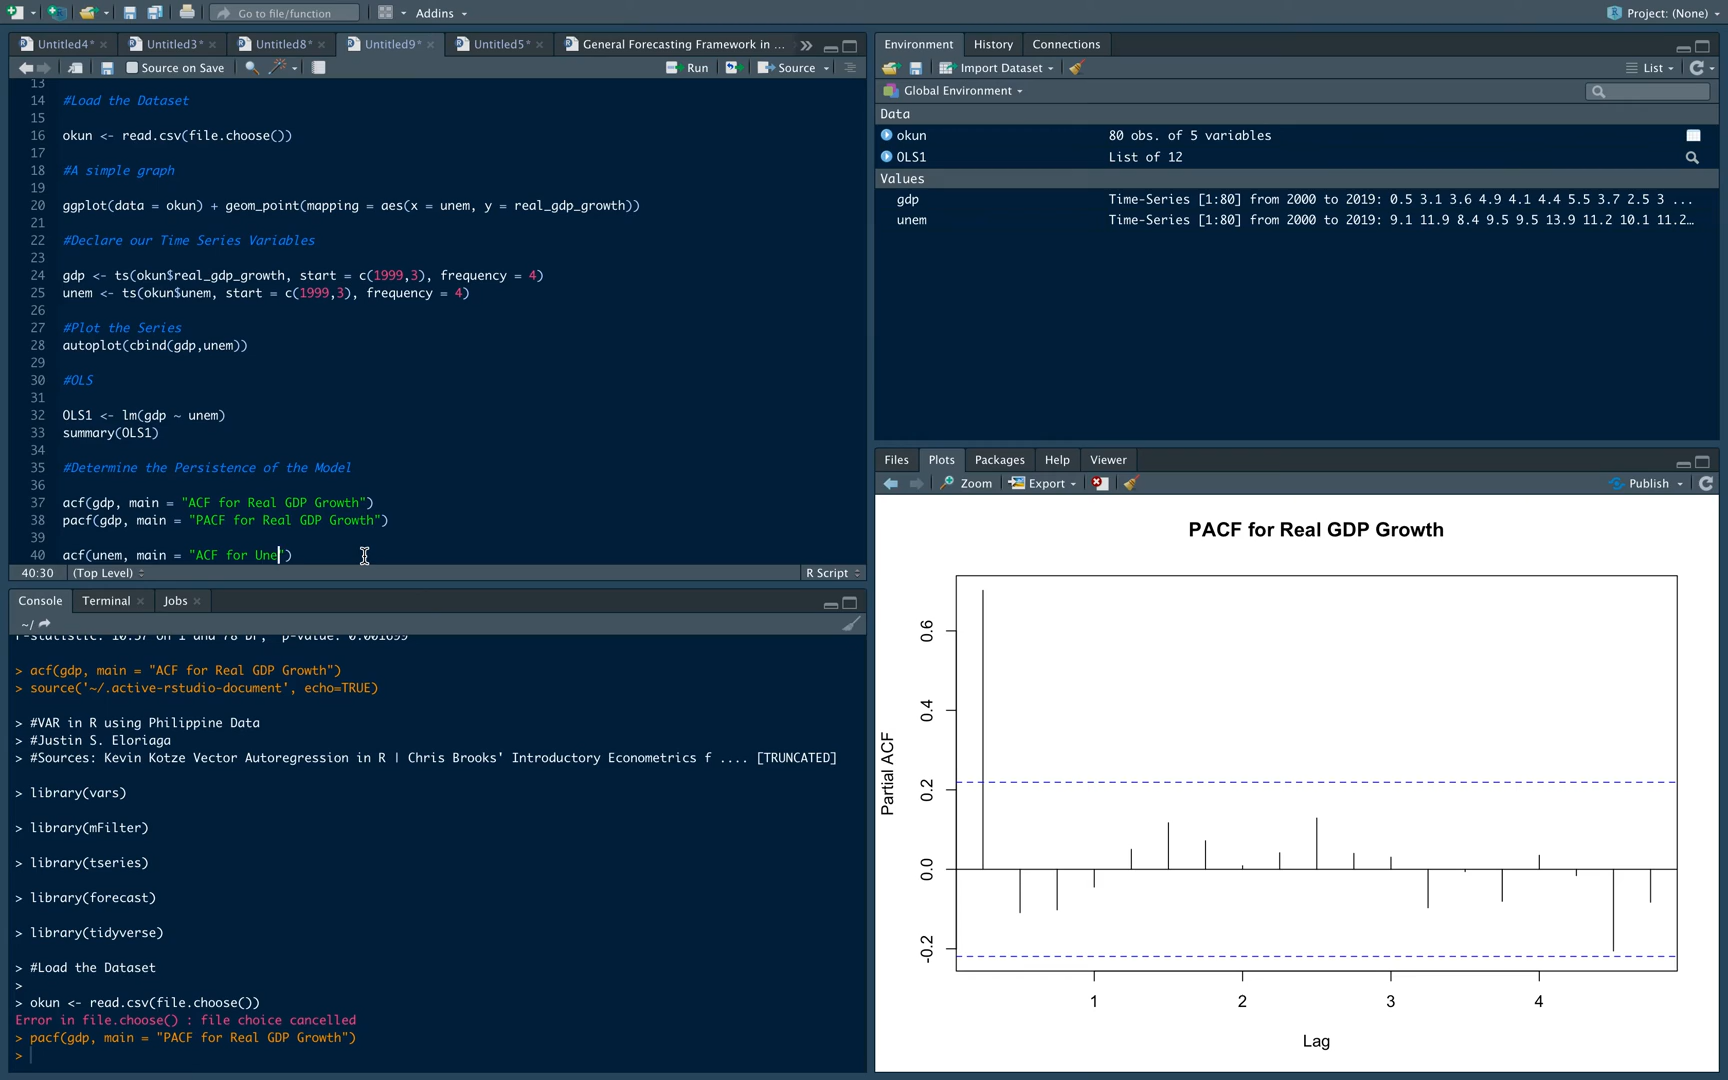 Go to file/function
Addins
Project: (None)
Untitled4*
Untitled3*
Untitled8*
Untitled9*
Untitled5*
General Forecasting Framework in ...
Source on Save
Run
Source
13
14 #Load the Dataset
15
16 okun <- read.csv(file.choose())
17
18 #A simple graph
19
20 ggplot(data = okun) + geom_point(mapping = aes(x = unem, y = real_gdp_growth))
21
22 #Declare our Time Series Variables
23
24 gdp <- ts(okun$real_gdp_growth, start = c(1999,3), frequency = 4)
25 unem <- ts(okun$unem, start = c(1999,3), frequency = 4)
26
27 #Plot the Series
28 autoplot(cbind(gdp,unem))
29
30 #OLS
31
32 OLS1 <- lm(gdp ~ unem)
33 summary(OLS1)
34
35 #Determine the Persistence of the Model
36
37 acf(gdp, main = "ACF for Real GDP Growth")
38 pacf(gdp, main = "PACF for Real GDP Growth")
39
40 acf(unem, main = "ACF for Une")
40:30 (Top Level) R Script
Console Terminal Jobs
~/
F-statistic: 10.57 on 1 and 78 DF, p-value: 0.001699
> acf(gdp, main = "ACF for Real GDP Growth")
> source('~/.active-rstudio-document', echo=TRUE)
> #VAR in R using Philippine Data
> #Justin S. Eloriaga
> #Sources: Kevin Kotze Vector Autoregression in R | Chris Brooks' Introductory Econometrics f .... [TRUNCATED]
> library(vars)
> library(mFilter)
> library(tseries)
> library(forecast)
> library(tidyverse)
> #Load the Dataset
>
> okun <- read.csv(file.choose())
Error in file.choose() : file choice cancelled
> pacf(gdp, main = "PACF for Real GDP Growth")
>
Environment History Connections
Import Dataset
List
Global Environment
Data
okun 80 obs. of 5 variables
OLS1 List of 12
Values
gdp Time-Series [1:80] from 2000 to 2019: 0.5 3.1 3.6 4.9 4.1 4.4 5.5 3.7 2.5 3 ...
unem Time-Series [1:80] from 2000 to 2019: 9.1 11.9 8.4 9.5 9.5 13.9 11.2 10.1 11.2…
Files Plots Packages Help Viewer
Zoom Export Publish
PACF for Real GDP Growth
Partial ACF
0.6
0.4
0.2
0.0
-0.2
1 2 3 4
Lag